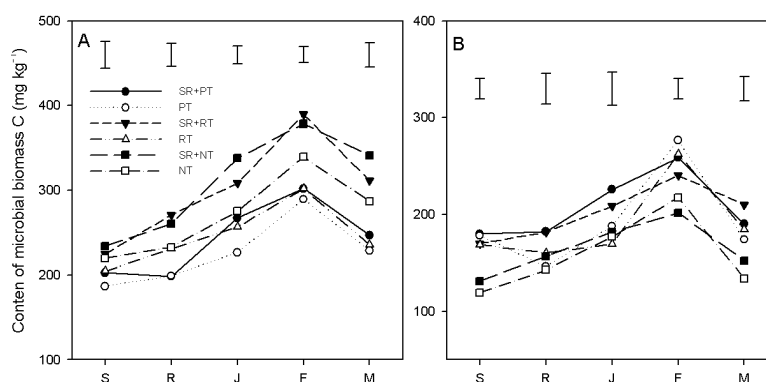 Conten of microbial biomass C (mg kg⁻¹)
A
500
400
300
200
100
SR+PT
PT
SR+RT
RT
SR+NT
NT
S R J F M
B
400
300
200
100
S R J F M